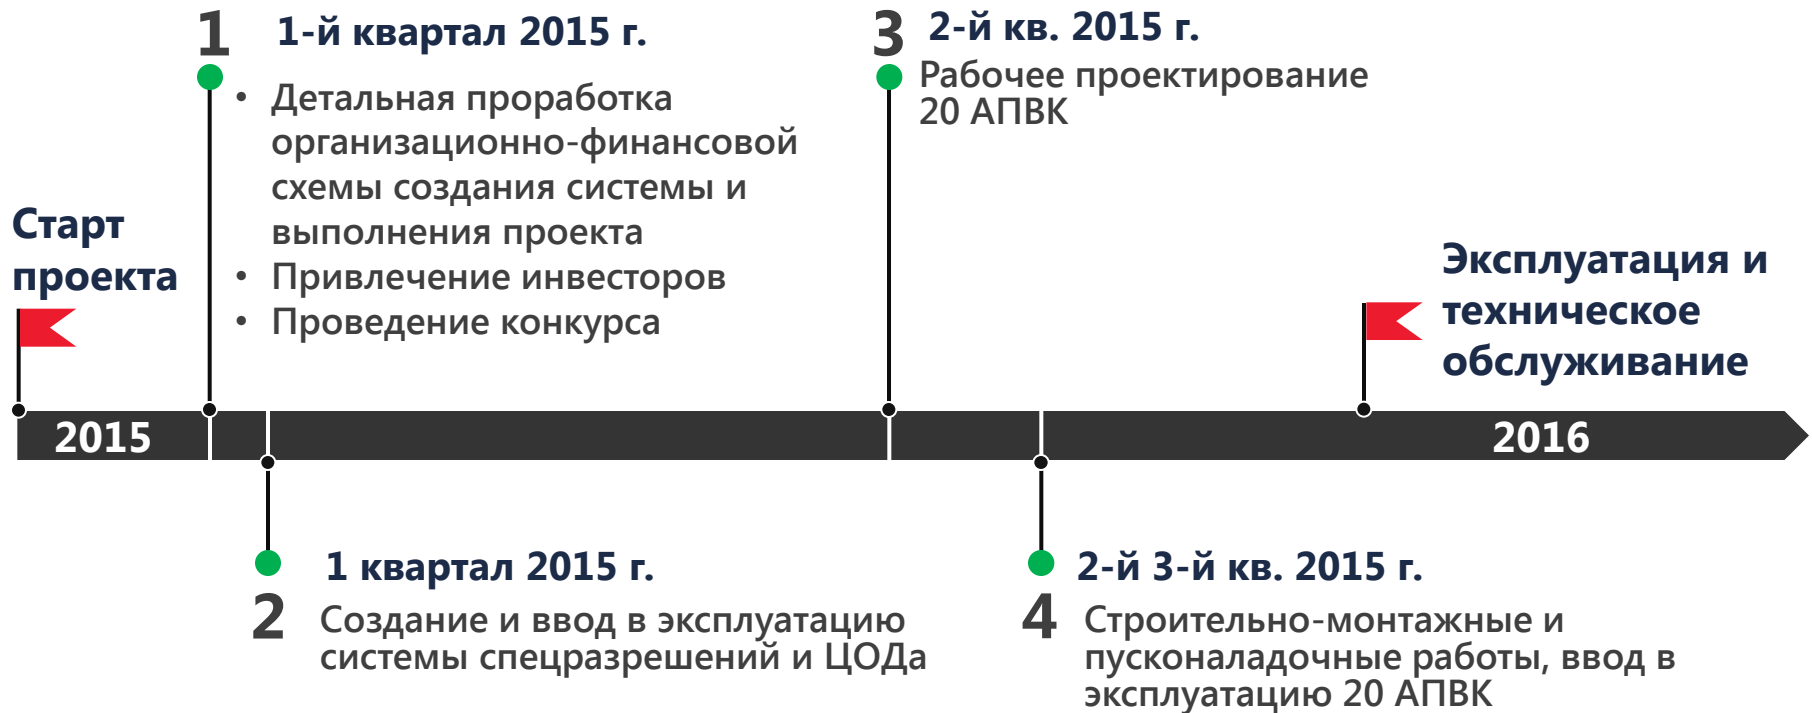 Старт
проекта
1
1-й квартал 2015 г.
• Детальная проработка
организационно-финансовой
схемы создания системы и
выполнения проекта
• Привлечение инвесторов
• Проведение конкурса
3
2-й кв. 2015 г.
Рабочее проектирование
20 АПВК
Эксплуатация и
техническое
обслуживание
2015
2016
2
1 квартал 2015 г.
Создание и ввод в эксплуатацию
системы спецразрешений и ЦОДа
4
2-й 3-й кв. 2015 г.
Строительно-монтажные и
пусконаладочные работы, ввод в
эксплуатацию 20 АПВК